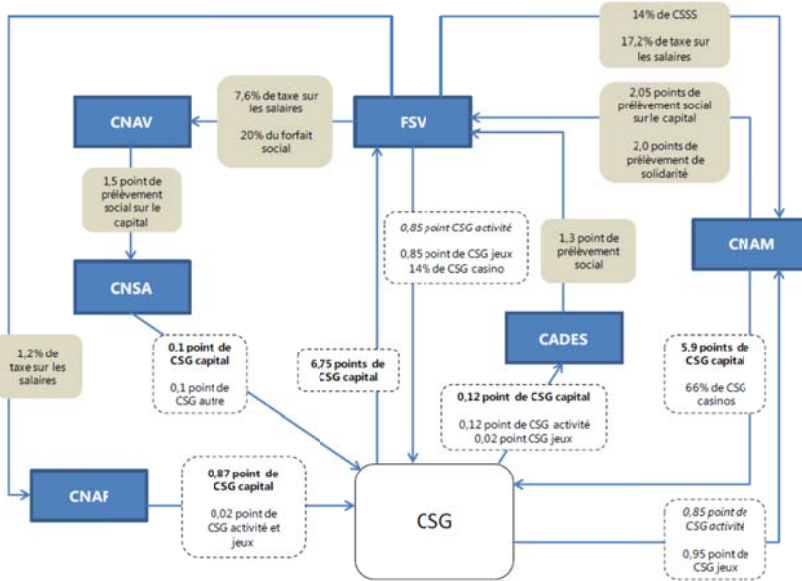 14% de CSSS
17,2% de taxe sur
les salaires
7,6% de taxe sur
les salaires
20% du forfait
social
2,05 points de
prélèvement social
sur le capital
2,0 points de
prélèvement de
solidarité
CNAV
FSV
1,5 point de
prélèvement
social sur le
capital
0,85 point CSG activité
0,85 point de CSG jeux
14% de CSG casino
1,3 point de
prélèvement
social
CNAM
CNSA
CADES
1,2% de
taxe sur les
salaires
0,1 point de
CSG capital
0,1 point de
CSG autre
6,75 points de
CSG capital
0,12 point de CSG capital
0,12 point de CSG activité
0,02 point CSG jeux
5,9 points de
CSG capital
66% de CSG
casinos
CNAF
0,87 point de
CSG capital
0,02 point de
CSG activité et
jeux
CSG
0,85 point de
CSG activité
0,95 point de
CSG jeux